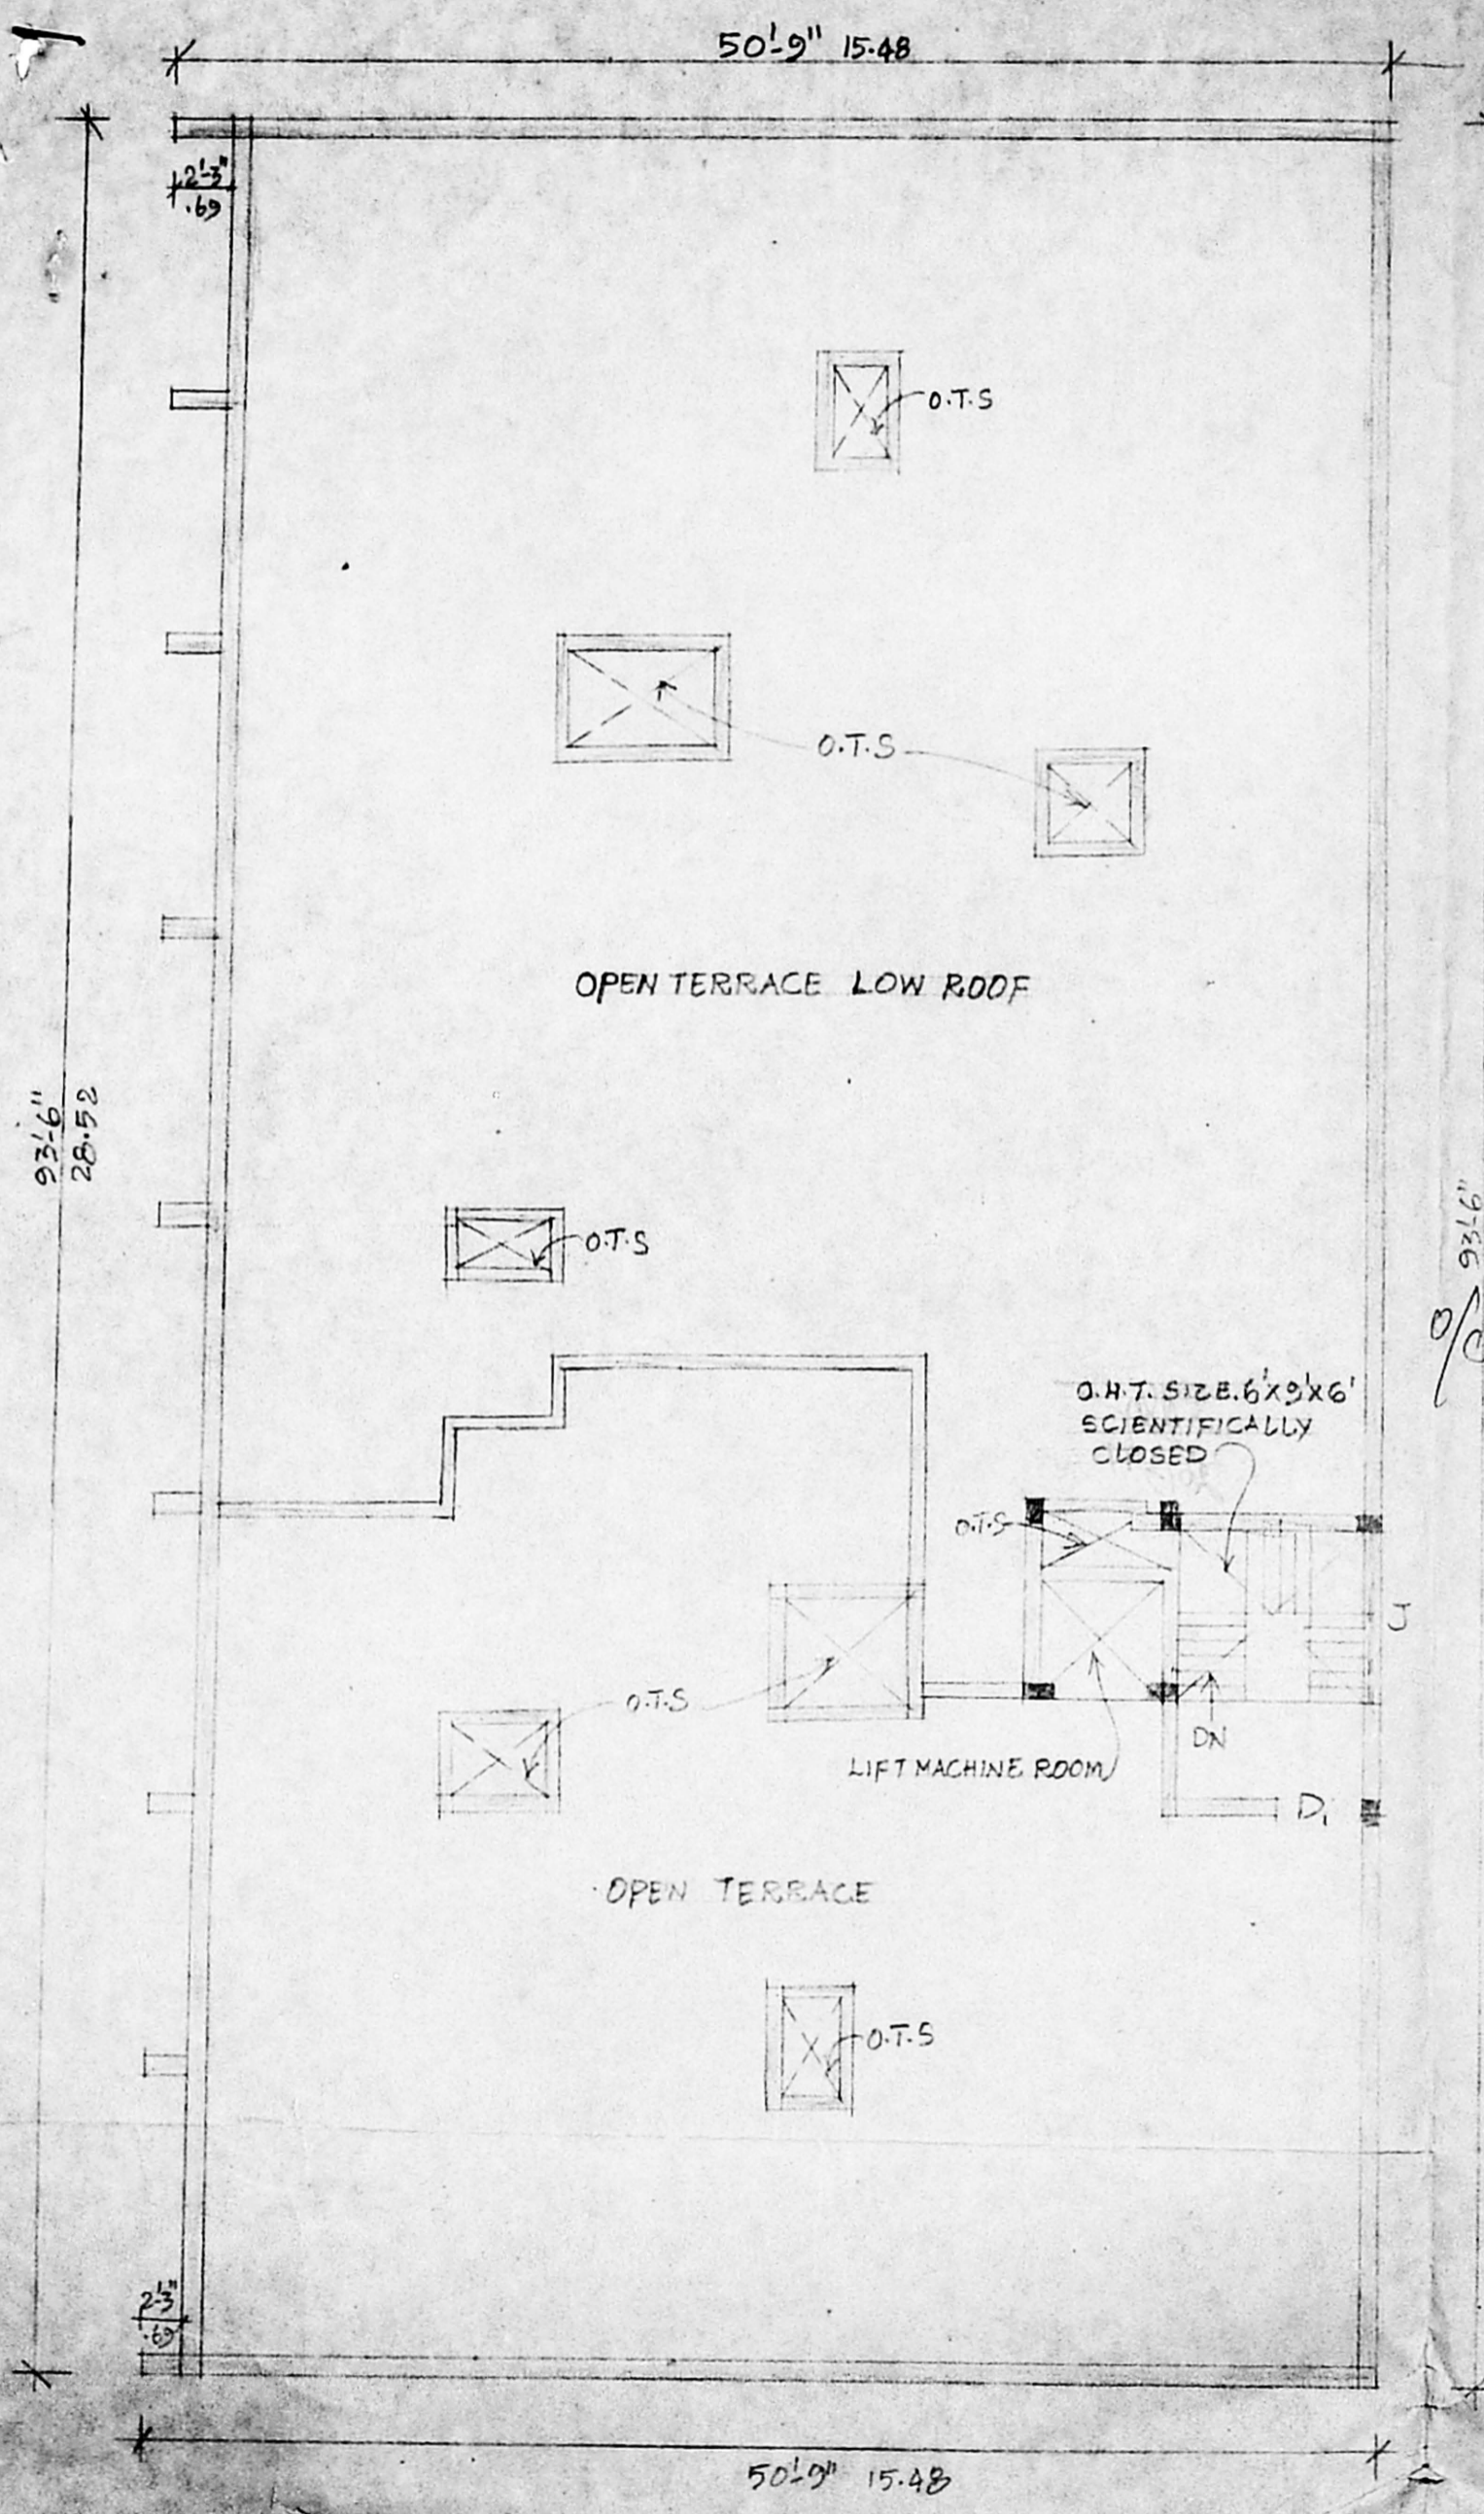 50'-9" 15.48
2'-3"
.69
O.T.S
O.T.S
OPEN TERRACE LOW ROOF
93'-6"
28.52
93'-6"
O.T.S
O/C
O.H.T. SIZE.6'X9'X6'
SCIENTIFICALLY
CLOSED
O.T.S
J
O.T.S
DN
LIFT MACHINE ROOM
D1
OPEN TERRACE
O.T.S
2'-3"
.69
50'-9" 15.48